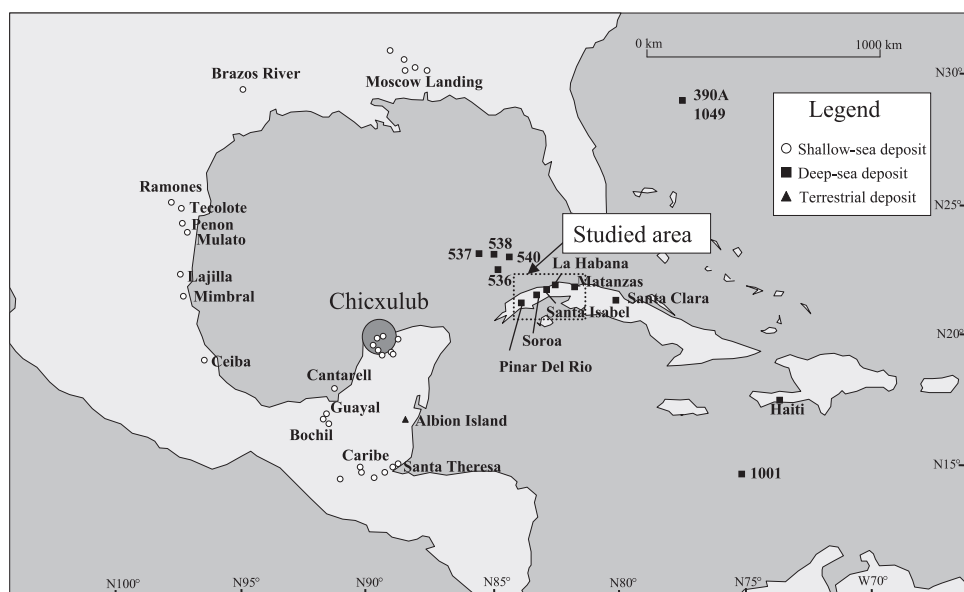 0 km
1000 km
Brazos River
Moscow Landing
N30°
390A
1049
Legend
Shallow-sea deposit
Deep-sea deposit
Terrestrial deposit
Ramones
Tecolote
Penon
Mulato
N25°
Studied area
537
538
540
536
La Habana
Matanzas
Lajilla
Mimbral
Santa Clara
Santa Isabel
Chicxulub
Soroa
N20°
Pinar Del Rio
Ceiba
Cantarell
Guayal
Bochil
Albion Island
Haiti
Caribe
Santa Theresa
N15°
1001
N100°
N95°
N90°
N85°
N80°
N75°
W70°